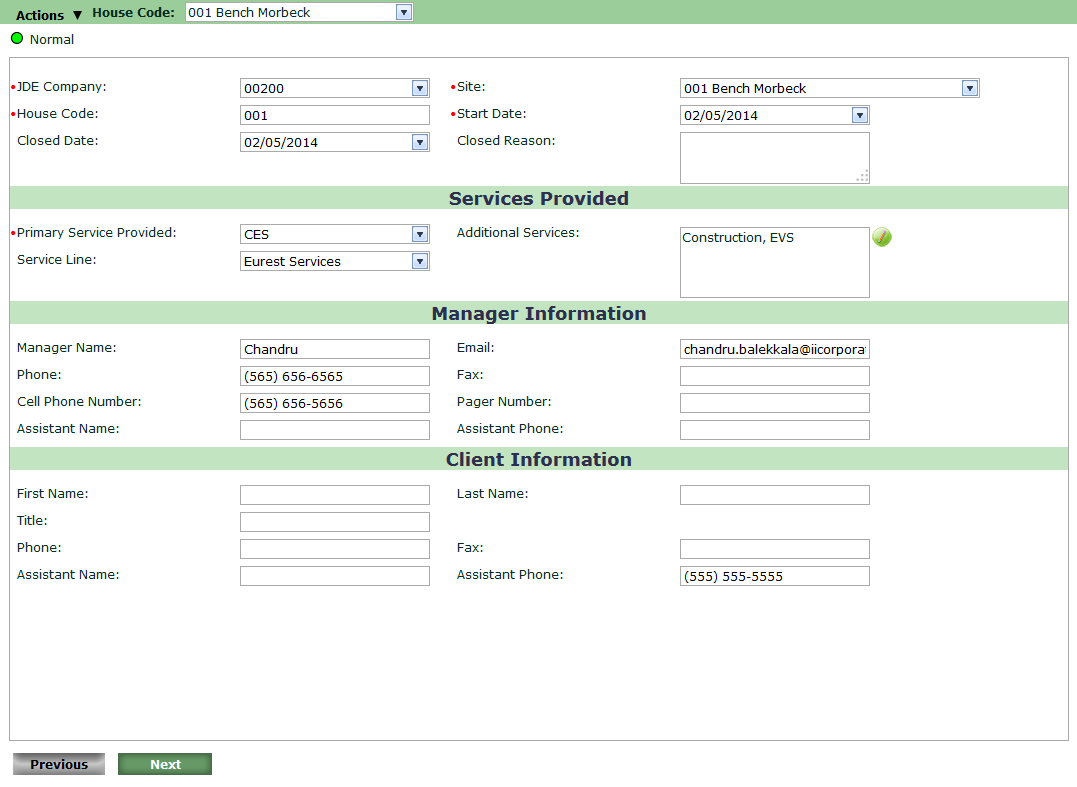 Actions ▼ House Code: 001 Bench Morbeck
Normal
•JDE Company: 00200 •Site: 001 Bench Morbeck
•House Code: 001 •Start Date: 02/05/2014
Closed Date: 02/05/2014 Closed Reason:
Services Provided
•Primary Service Provided: CES Additional Services: Construction, EVS
Service Line: Eurest Services
Manager Information
Manager Name: Chandru Email: chandru.balekkala@iicorpora
Phone: (565) 656-6565 Fax:
Cell Phone Number: (565) 656-5656 Pager Number:
Assistant Name: Assistant Phone:
Client Information
First Name: Last Name:
Title:
Phone: Fax:
Assistant Name: Assistant Phone: (555) 555-5555
Previous Next